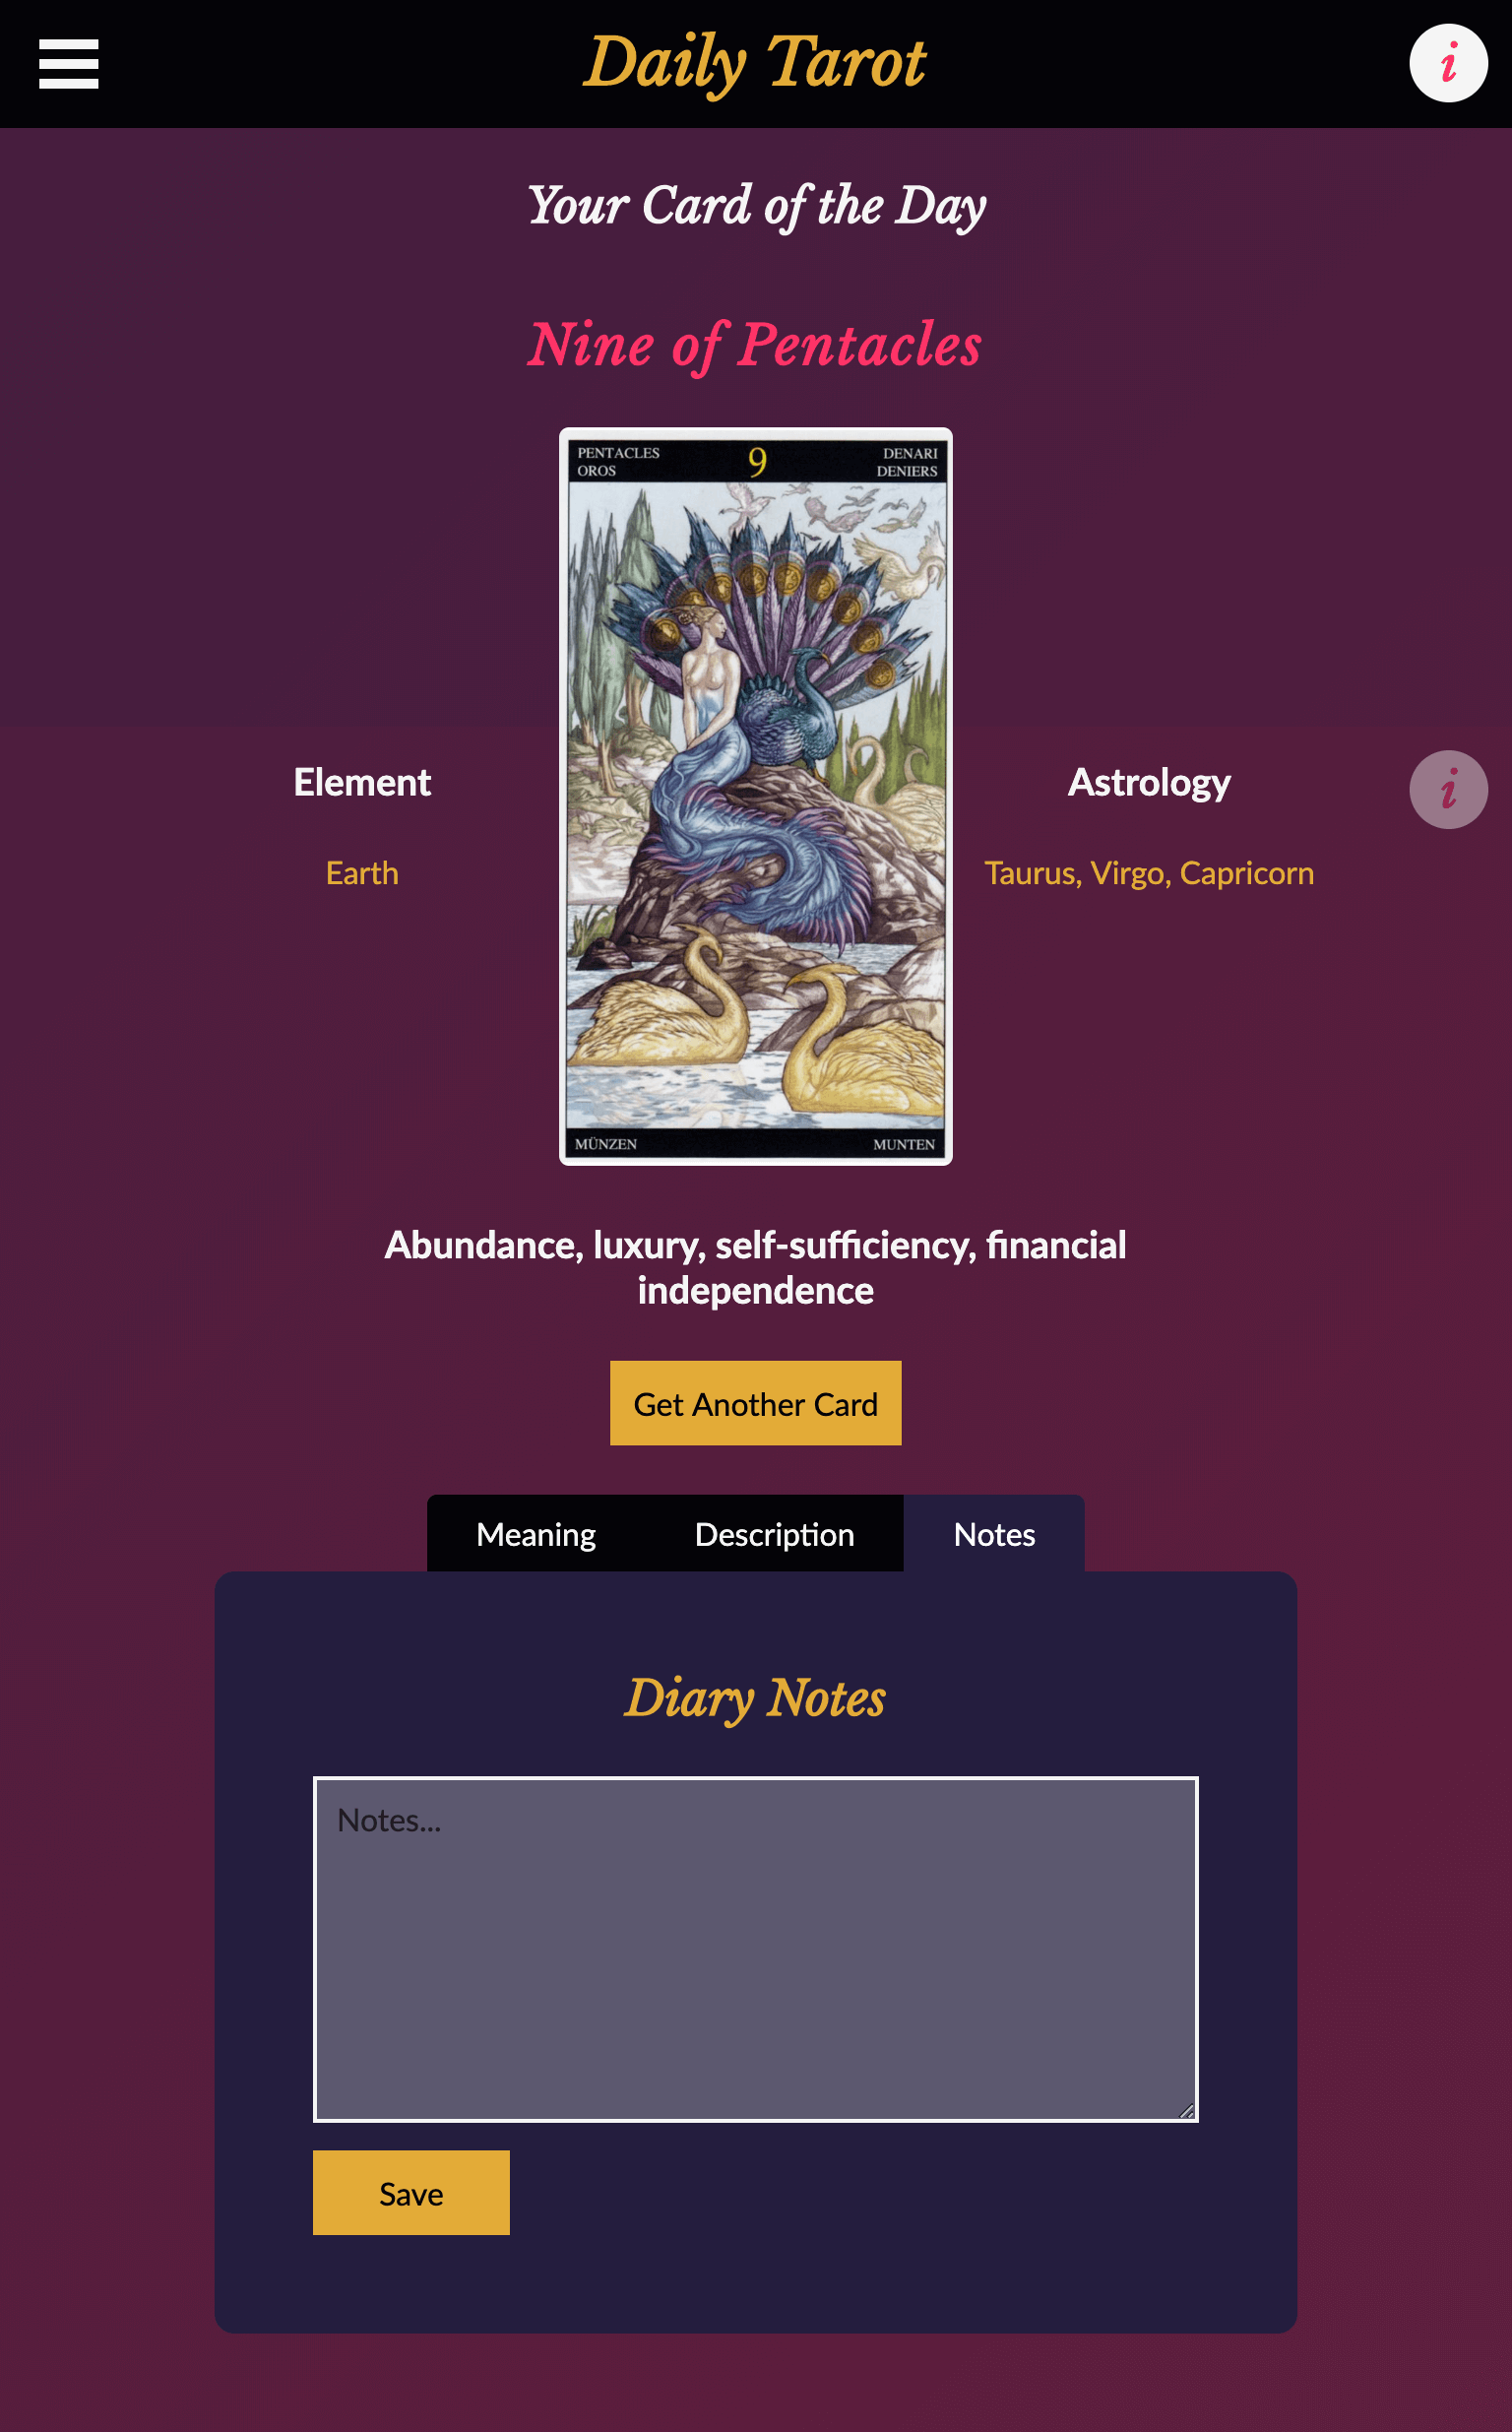 Daily Tarot
i
Your Card of the Day
Nine of Pentacles
PENTACLES 9 DENARI
OROS DENIERS
Element
Astrology
i
Earth
Taurus, Virgo, Capricorn
MÜNZEN MUNTEN
Abundance, luxury, self-sufficiency, financial
independence
Get Another Card
Meaning Description Notes
Diary Notes
Notes...
Save